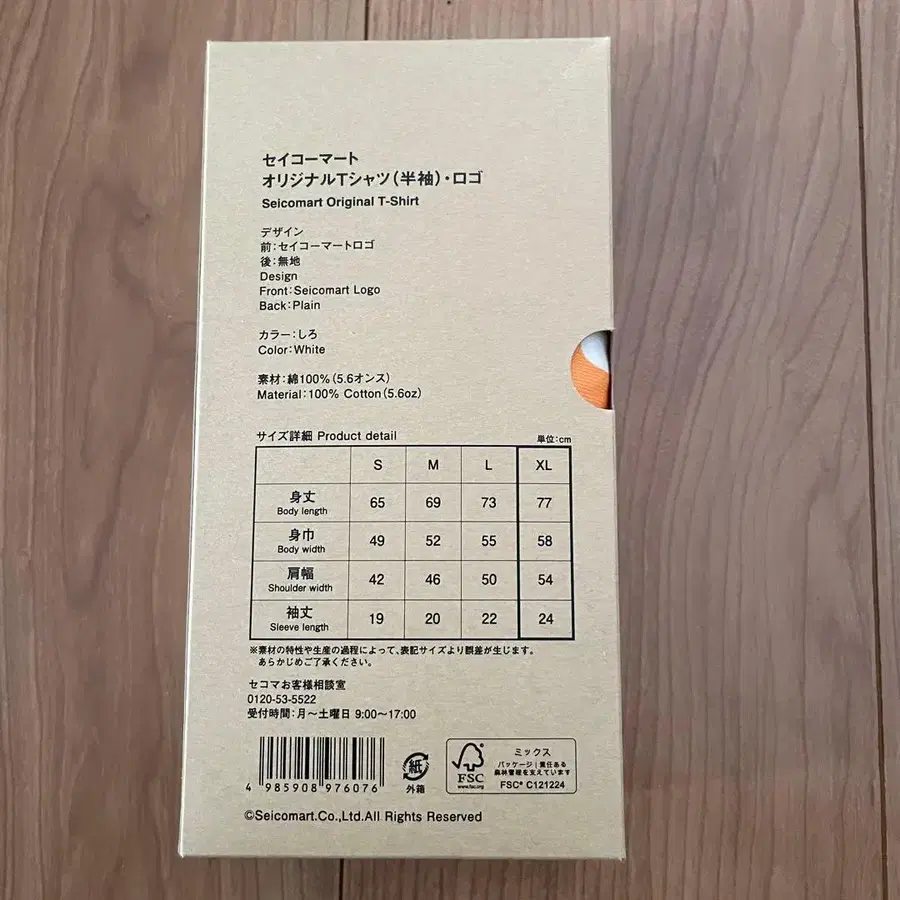 セイコーマート
オリジナルTシャツ(半袖)・ロゴ
Seicomart Original T-Shirt
デザイン
前:セイコーマートロゴ
後:無地
Design
Front:Seicomart Logo
Back:Plain
カラー:しろ
Color:White
素材:綿100%(5.6オンス)
Material:100% Cotton(5.6oz)
サイズ詳細 Product detail 単位:cm
S M L XL
身丈 65 69 73 77
Body length
身巾 49 52 55 58
Body width
肩幅 42 46 50 54
Shoulder width
袖丈 19 20 22 24
Sleeve length
※素材の特性や生産の過程によって、表記サイズより誤差が生じます。
あらかじめご了承ください。
セコマお客様相談室
0120-53-5522
受付時間:月〜土曜日 9:00〜17:00
4 985908 976076
紙
外箱
FSC
www.fsc.org
ミックス
パッケージ|責任ある
森林管理を支えています
FSC® C121224
©Seicomart.Co.,Ltd.All Rights Reserved